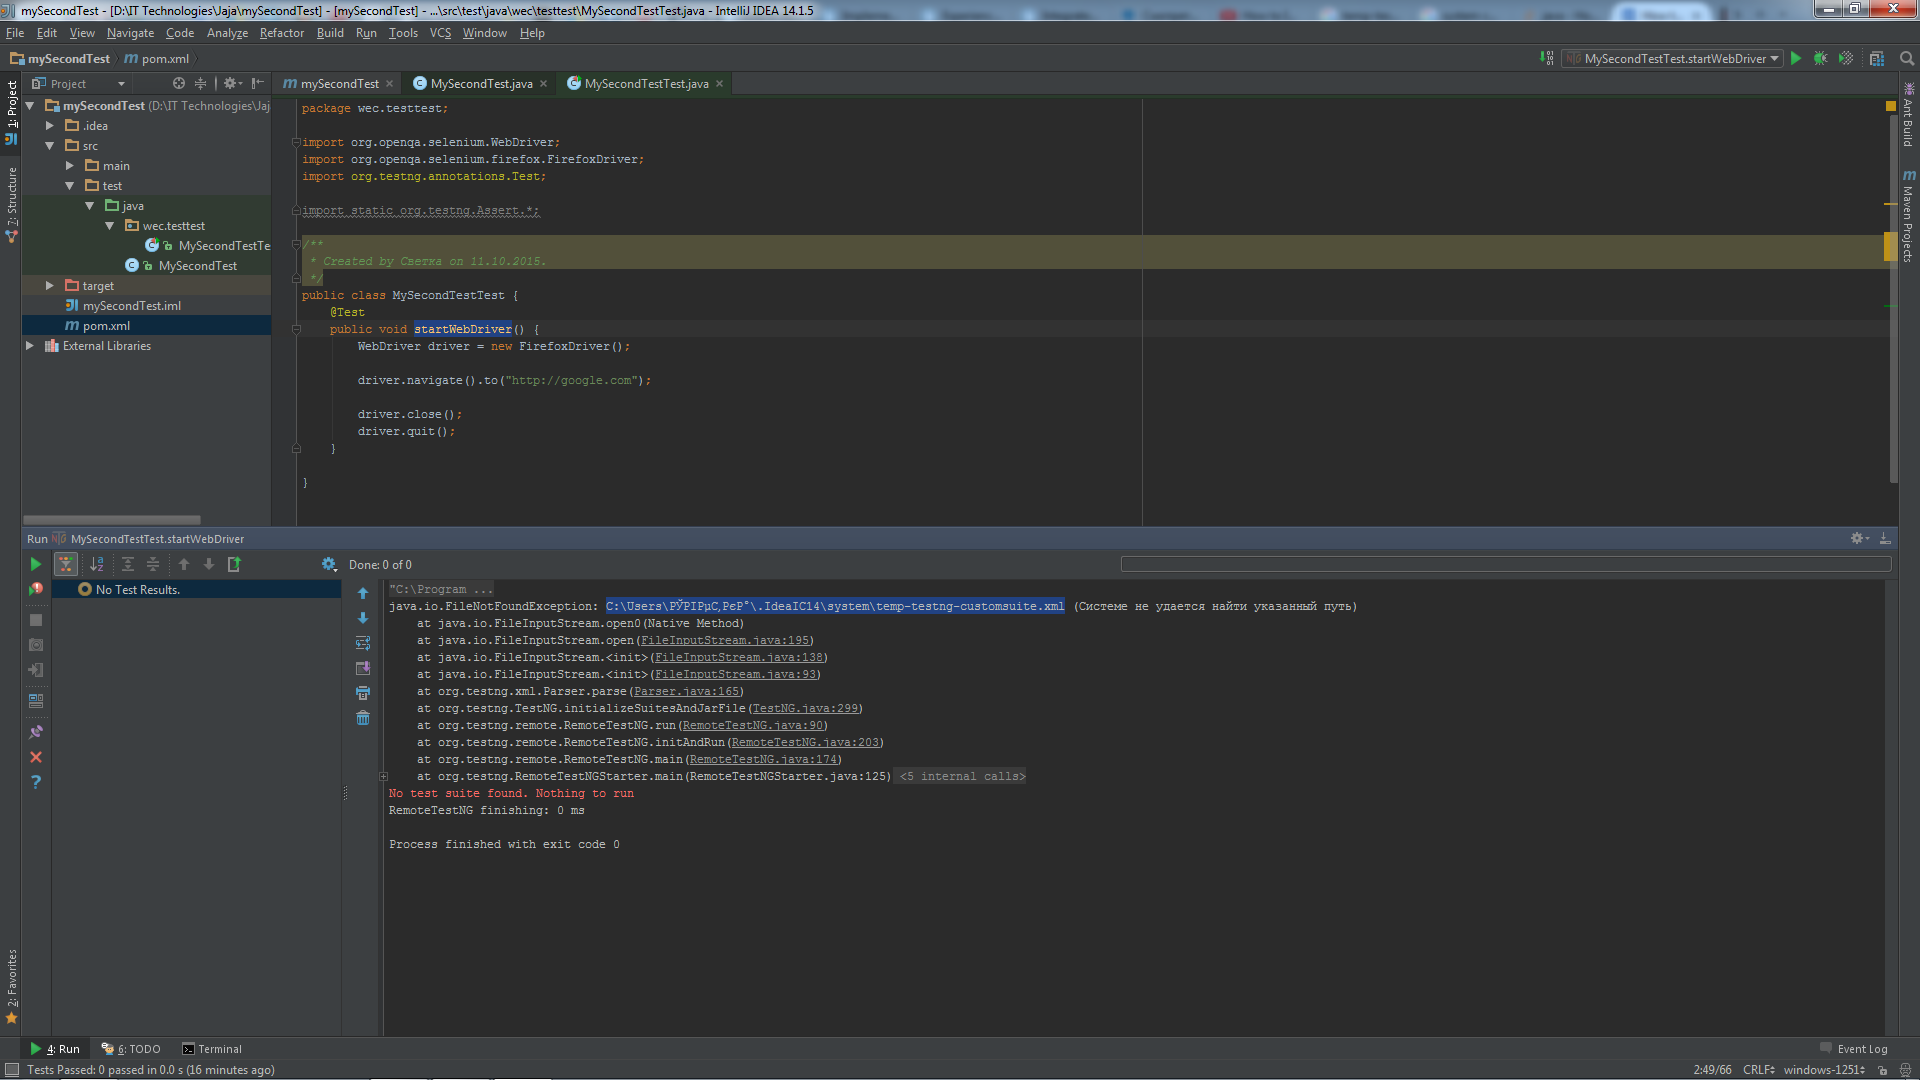 mySecondTest - [D:\IT Technologies\Jaja\mySecondTest] - [mySecondTest] - ...\src\test\java\wec\testtest\MySecondTestTest.java - IntelliJ IDEA 14.1.5
File Edit View Navigate Code Analyze Refactor Build Run Tools VCS Window Help
mySecondTest pom.xml
MySecondTestTest.startWebDriver
Project
mySecondTest MySecondTest.java MySecondTestTest.java
1: Project
7: Structure
2: Favorites
Ant Build
Maven Projects
mySecondTest (D:\IT Technologies\Jaj
.idea
src
main
test
java
wec.testtest
MySecondTestTe
MySecondTest
target
mySecondTest.iml
pom.xml
External Libraries
package wec.testtest;
import org.openqa.selenium.WebDriver;
import org.openqa.selenium.firefox.FirefoxDriver;
import org.testng.annotations.Test;
import static org.testng.Assert.*;
/**
* Created by Светка on 11.10.2015.
*/
public class MySecondTestTest {
@Test
public void startWebDriver() {
WebDriver driver = new FirefoxDriver();
driver.navigate().to("http://google.com");
driver.close();
driver.quit();
}
}
Run MySecondTestTest.startWebDriver
Done: 0 of 0
No Test Results.
"C:\Program ...
java.io.FileNotFoundException: C:\Users\РЎРІРµС‚РєР°\.IdeaIC14\system\temp-testng-customsuite.xml (Системе не удается найти указанный путь)
at java.io.FileInputStream.open0(Native Method)
at java.io.FileInputStream.open(FileInputStream.java:195)
at java.io.FileInputStream.<init>(FileInputStream.java:138)
at java.io.FileInputStream.<init>(FileInputStream.java:93)
at org.testng.xml.Parser.parse(Parser.java:165)
at org.testng.TestNG.initializeSuitesAndJarFile(TestNG.java:299)
at org.testng.remote.RemoteTestNG.run(RemoteTestNG.java:90)
at org.testng.remote.RemoteTestNG.initAndRun(RemoteTestNG.java:203)
at org.testng.remote.RemoteTestNG.main(RemoteTestNG.java:174)
at org.testng.RemoteTestNGStarter.main(RemoteTestNGStarter.java:125) <5 internal calls>
No test suite found. Nothing to run
RemoteTestNG finishing: 0 ms
Process finished with exit code 0
4: Run 6: TODO Terminal
Event Log
Tests Passed: 0 passed in 0.0 s (16 minutes ago)
2:49/66 CRLF windows-1251